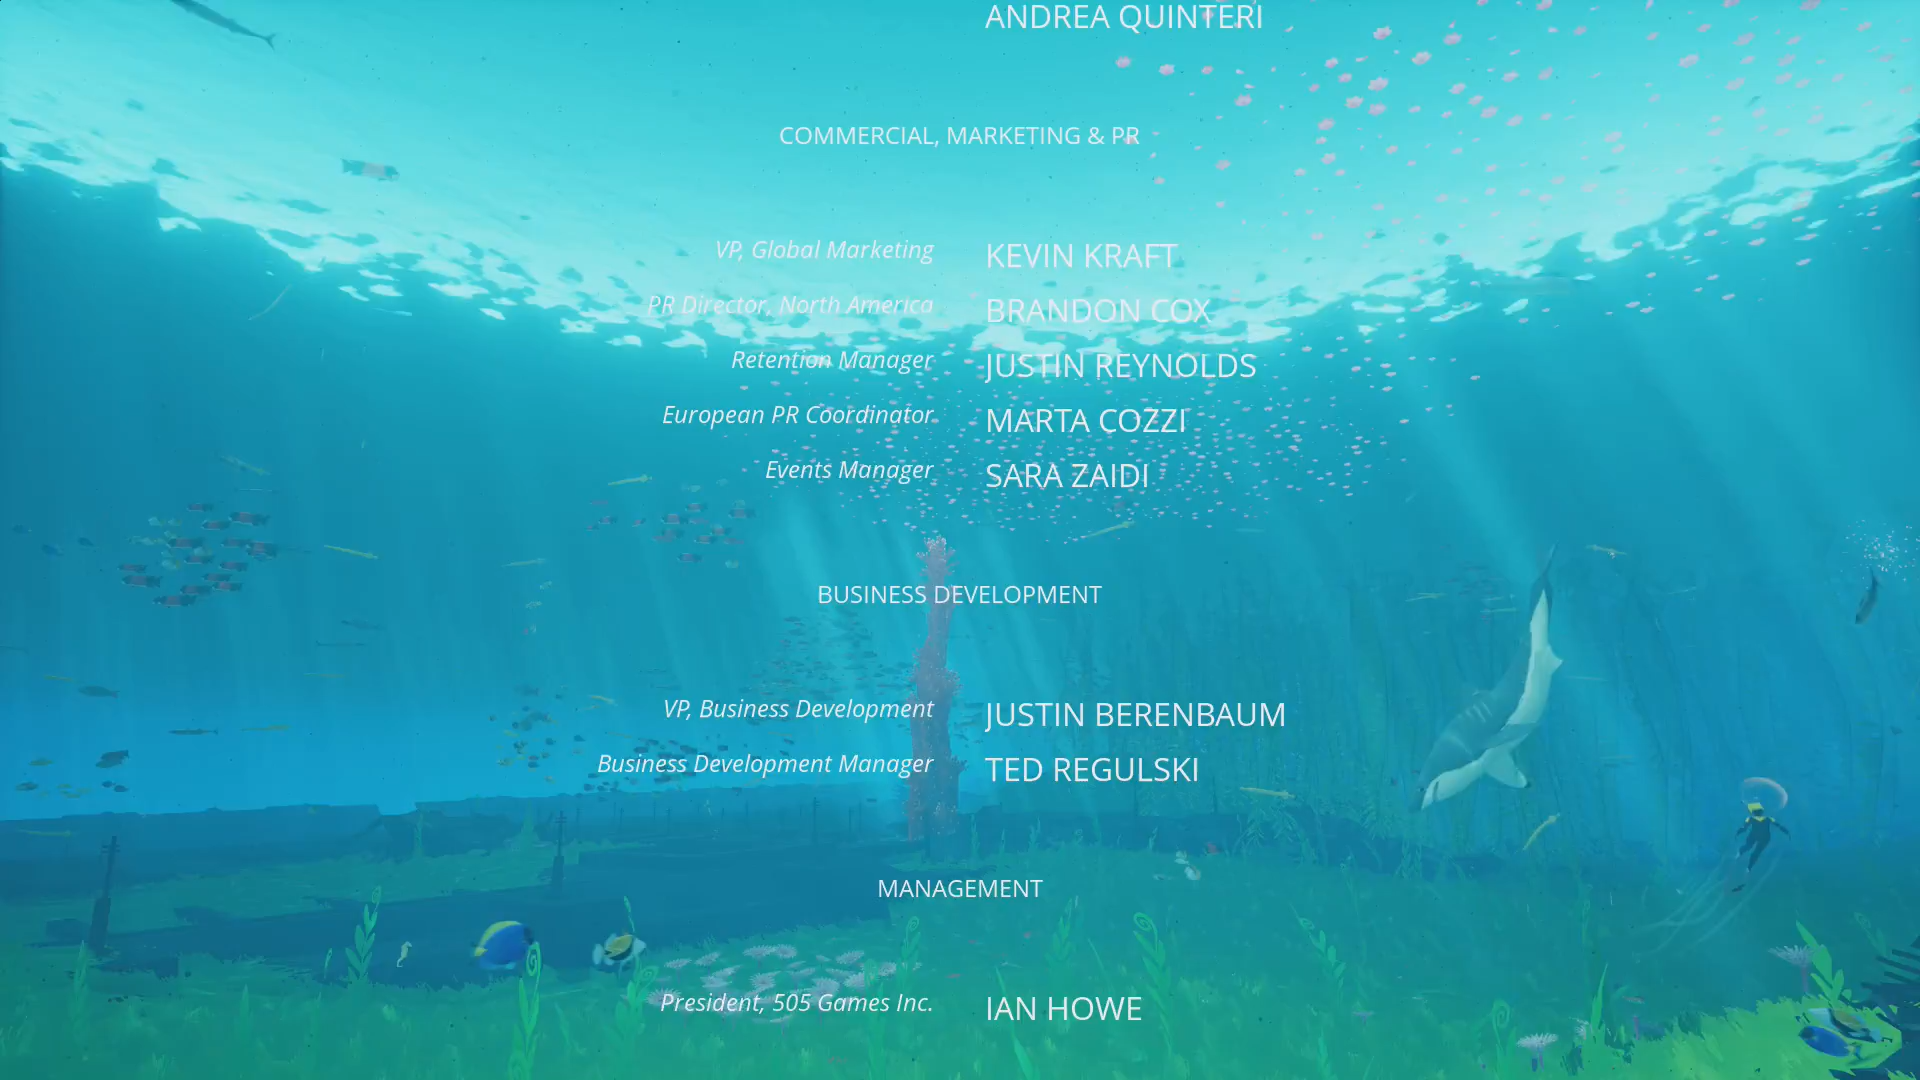 ANDREA QUINTERI
COMMERCIAL, MARKETING & PR
VP, Global Marketing KEVIN KRAFT
PR Director, North America BRANDON COX
Retention Manager JUSTIN REYNOLDS
European PR Coordinator MARTA COZZI
Events Manager SARA ZAIDI
BUSINESS DEVELOPMENT
VP, Business Development JUSTIN BERENBAUM
Business Development Manager TED REGULSKI
MANAGEMENT
President, 505 Games Inc. IAN HOWE